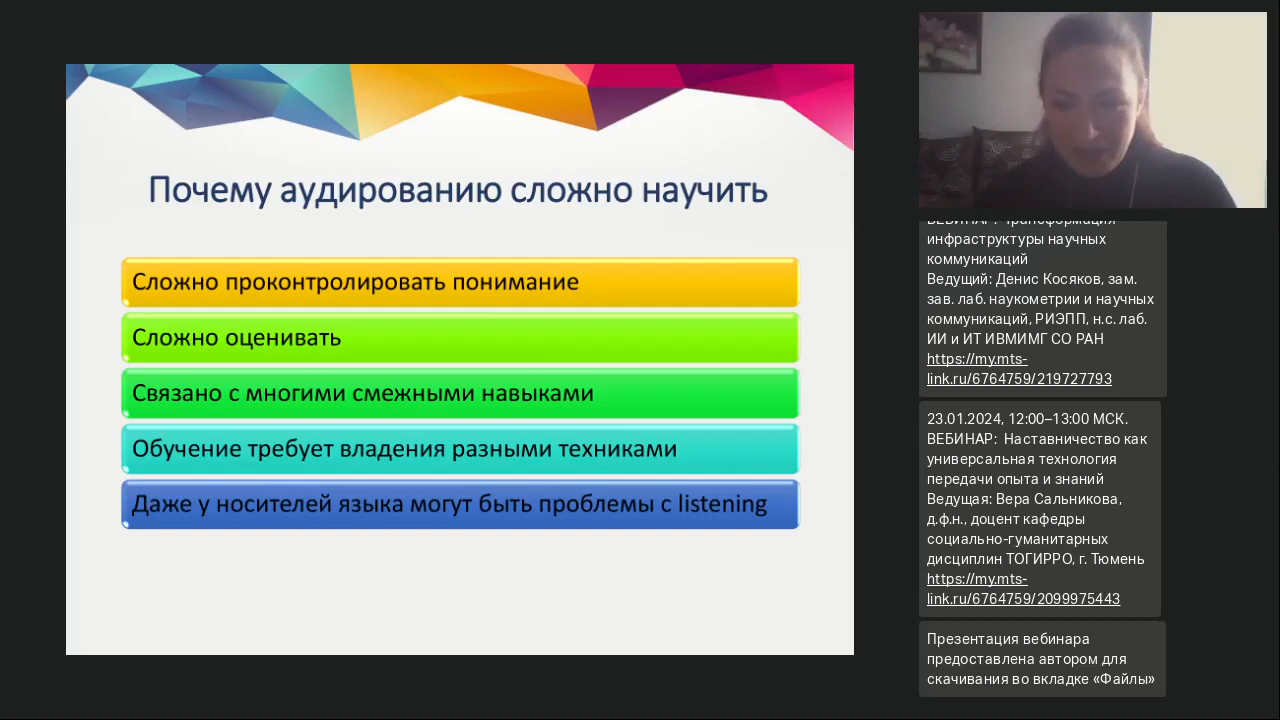 Почему аудированию сложно научить
Сложно проконтролировать понимание
Сложно оценивать
Связано с многими смежными навыками
Обучение требует владения разными техниками
Даже у носителей языка могут быть проблемы с listening
ВЕБИНАР: Трансформация
инфраструктуры научных
коммуникаций
Ведущий: Денис Косяков, зам.
зав. лаб. наукометрии и научных
коммуникаций, РИЭПП, н.с. лаб.
ИИ и ИТ ИВМИМГ СО РАН
https://my.mts-
link.ru/6764759/219727793
23.01.2024, 12:00–13:00 МСК.
ВЕБИНАР: Наставничество как
универсальная технология
передачи опыта и знаний
Ведущая: Вера Сальникова,
д.ф.н., доцент кафедры
социально-гуманитарных
дисциплин ТОГИРРО, г. Тюмень
https://my.mts-
link.ru/6764759/2099975443
Презентация вебинара
предоставлена автором для
скачивания во вкладке «Файлы»